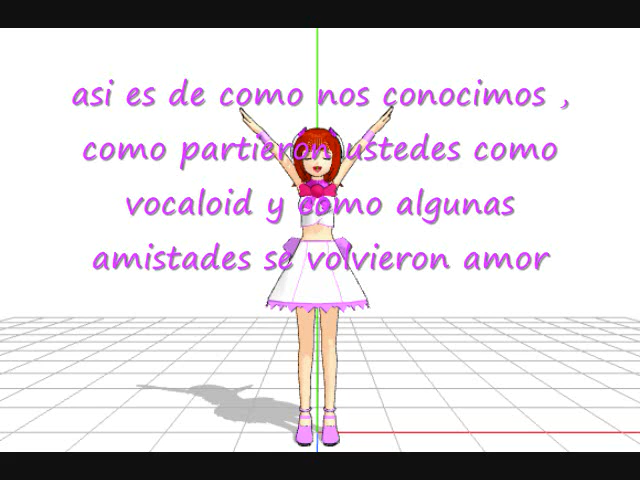 asi es de como nos conocimos ,
como partieron ustedes como
vocaloid y como algunas
amistades se volvieron amor